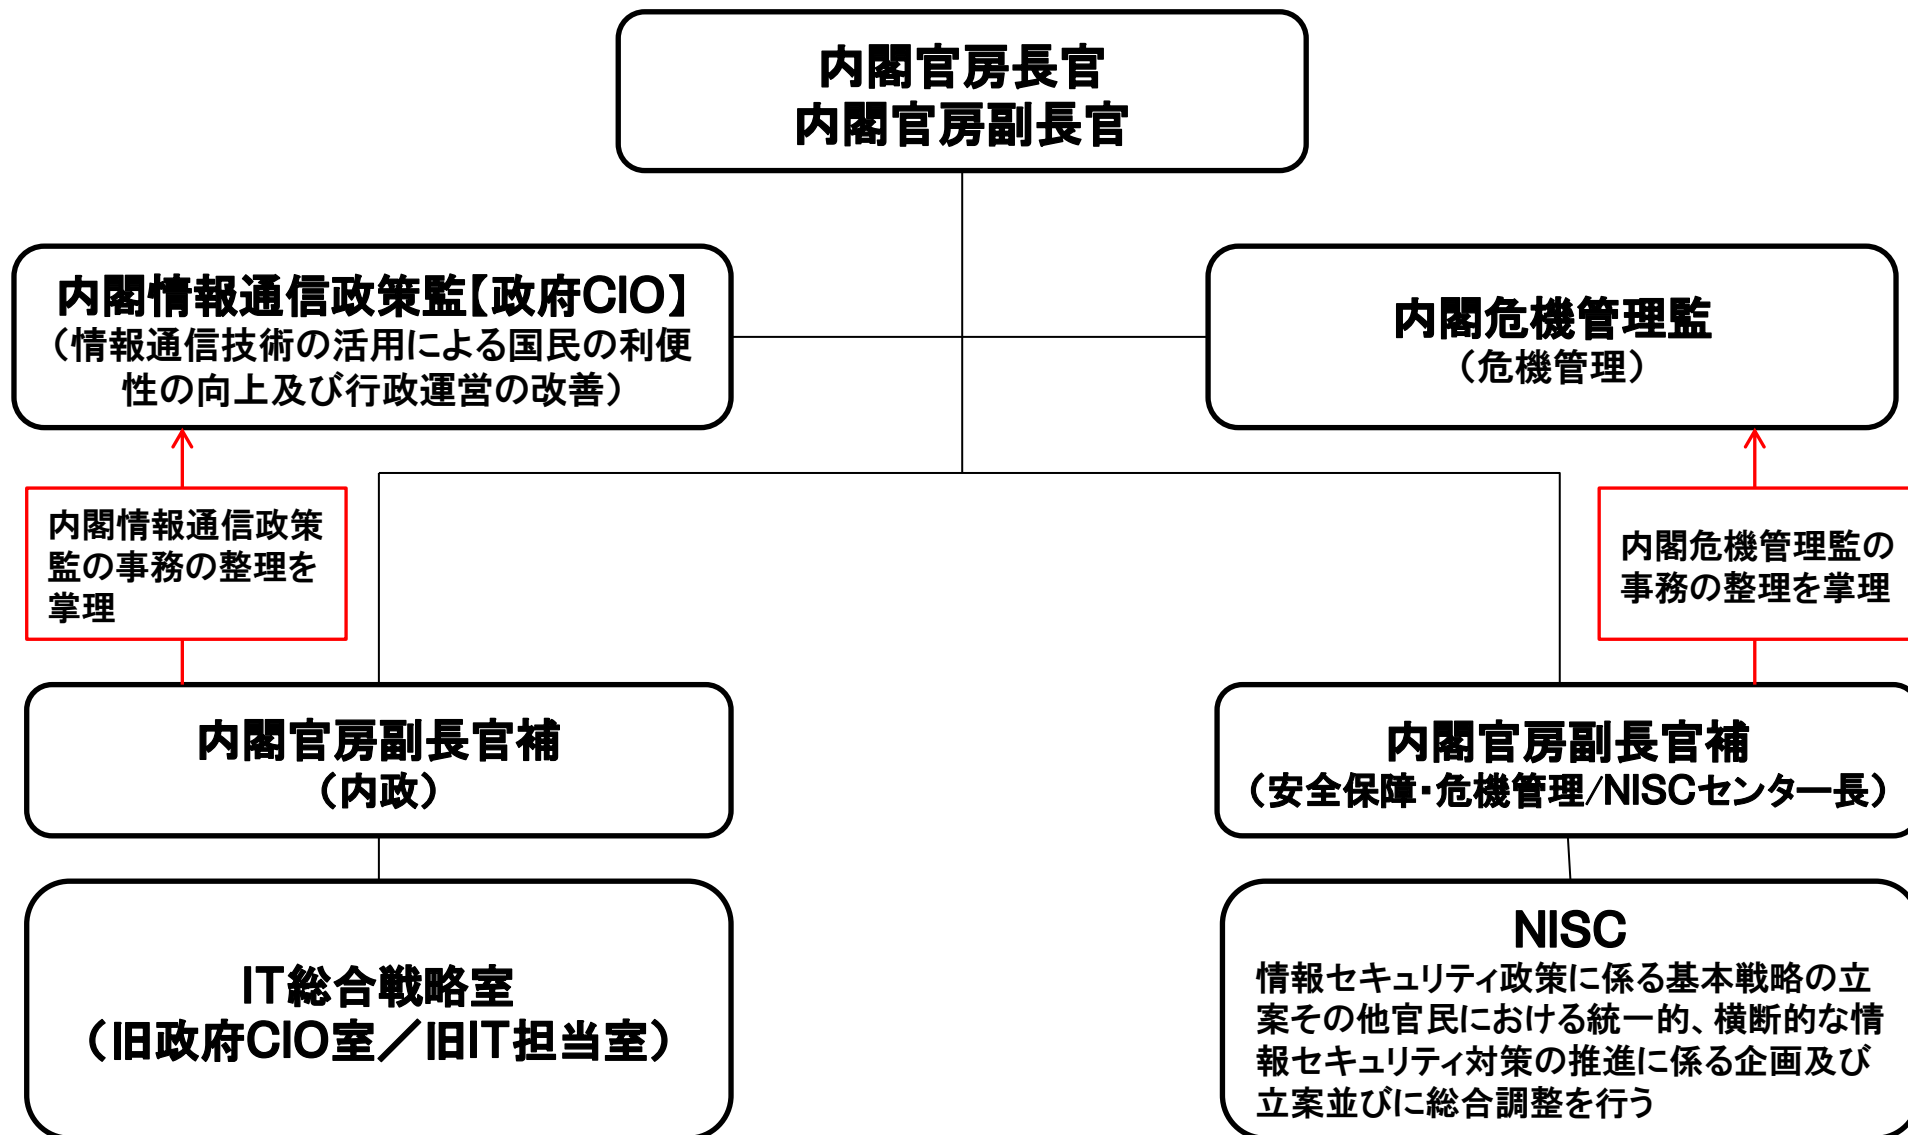 内閣官房長官
内閣官房副長官
内閣情報通信政策監【政府CIO】
（情報通信技術の活用による国民の利便
性の向上及び行政運営の改善）
内閣危機管理監
（危機管理）
内閣情報通信政策
監の事務の整理を
掌理
内閣危機管理監の
事務の整理を掌理
内閣官房副長官補
（内政）
内閣官房副長官補
（安全保障・危機管理/NISCセンター長）
IT総合戦略室
（旧政府CIO室／旧IT担当室）
NISC
情報セキュリティ政策に係る基本戦略の立
案その他官民における統一的、横断的な情
報セキュリティ対策の推進に係る企画及び
立案並びに総合調整を行う